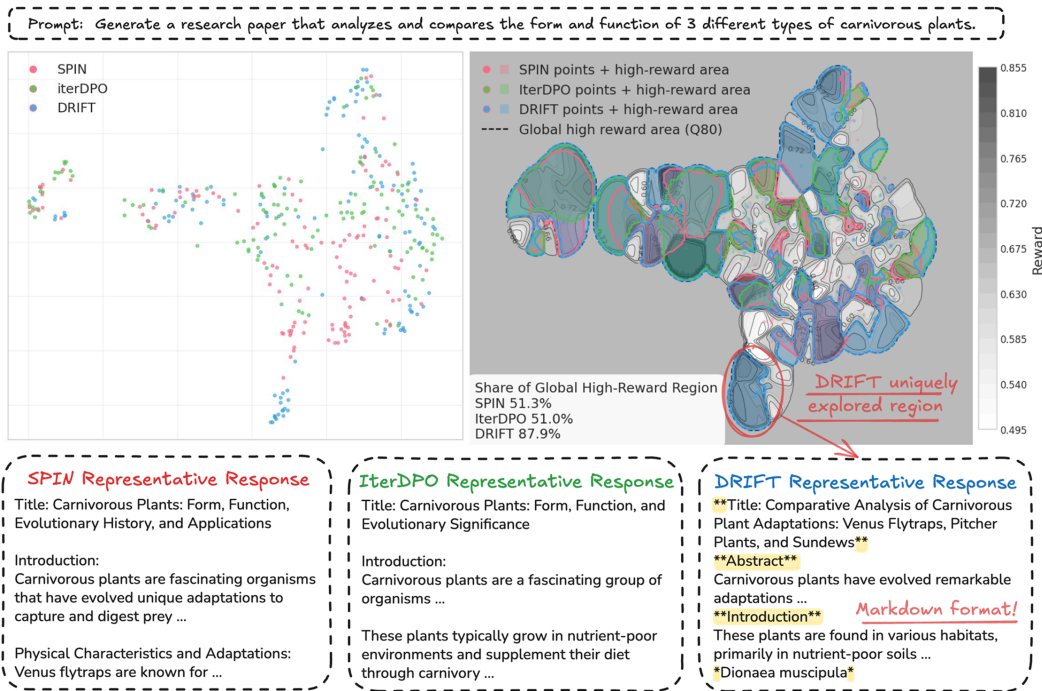 Prompt: Generate a research paper that analyzes and compares the form and function of 3 different types of carnivorous plants.
SPIN
iterDPO
DRIFT
SPIN points + high-reward area
IterDPO points + high-reward area
DRIFT points + high-reward area
Global high reward area (Q80)
0.855
0.810
0.765
0.720
0.675
0.630
0.585
0.540
0.495
Reward
0.72
Share of Global High-Reward Region
SPIN 51.3%
IterDPO 51.0%
DRIFT 87.9%
DRIFT uniquely
explored region
SPIN Representative Response
Title: Carnivorous Plants: Form, Function,
Evolutionary History, and Applications
Introduction:
Carnivorous plants are fascinating organisms
that have evolved unique adaptations to
capture and digest prey ...
Physical Characteristics and Adaptations:
Venus flytraps are known for ...
IterDPO Representative Response
Title: Carnivorous Plants: Form, Function, and
Evolutionary Significance
Introduction:
Carnivorous plants are a fascinating group of
organisms ...
These plants typically grow in nutrient-poor
environments and supplement their diet
through carnivory ...
DRIFT Representative Response
**Title: Comparative Analysis of Carnivorous
Plant Adaptations: Venus Flytraps, Pitcher
Plants, and Sundews**
**Abstract**
Carnivorous plants have evolved remarkable
adaptations ...
**Introduction**
Markdown format!
These plants are found in various habitats,
primarily in nutrient-poor soils ...
*Dionaea muscipula*